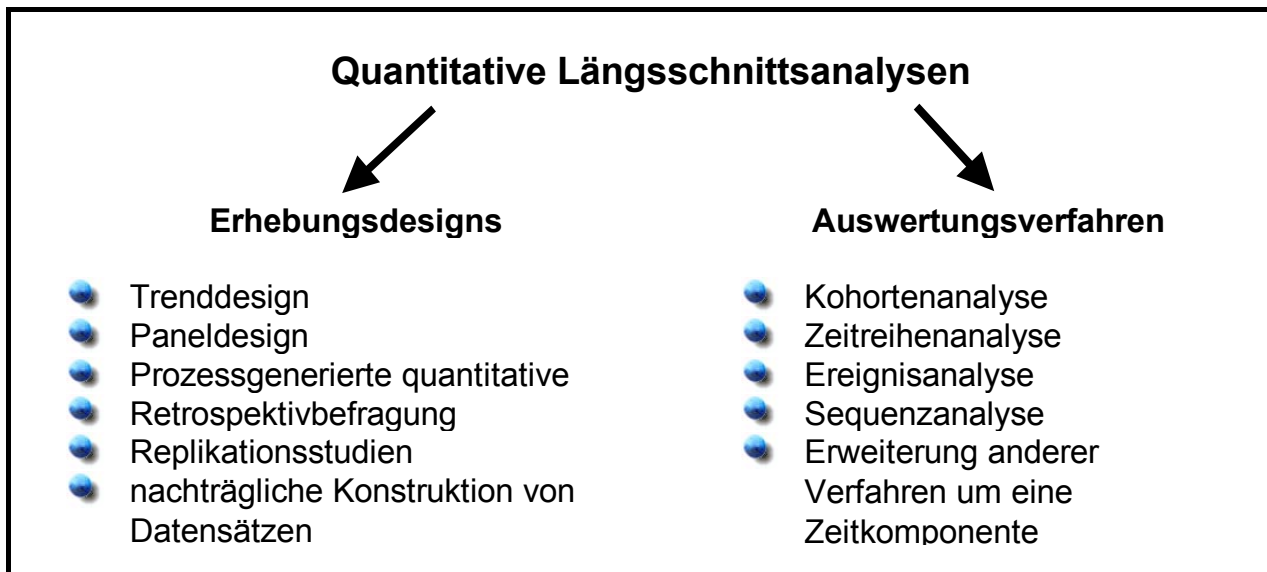 Quantitative Längsschnittsanalysen
Erhebungsdesigns
Trenddesign
Paneldesign
Prozessgenerierte quantitative
Retrospektivbefragung
Replikationsstudien
nachträgliche Konstruktion von
Datensätzen
Auswertungsverfahren
Kohortenanalyse
Zeitreihenanalyse
Ereignisanalyse
Sequenzanalyse
Erweiterung anderer
Verfahren um eine
Zeitkomponente